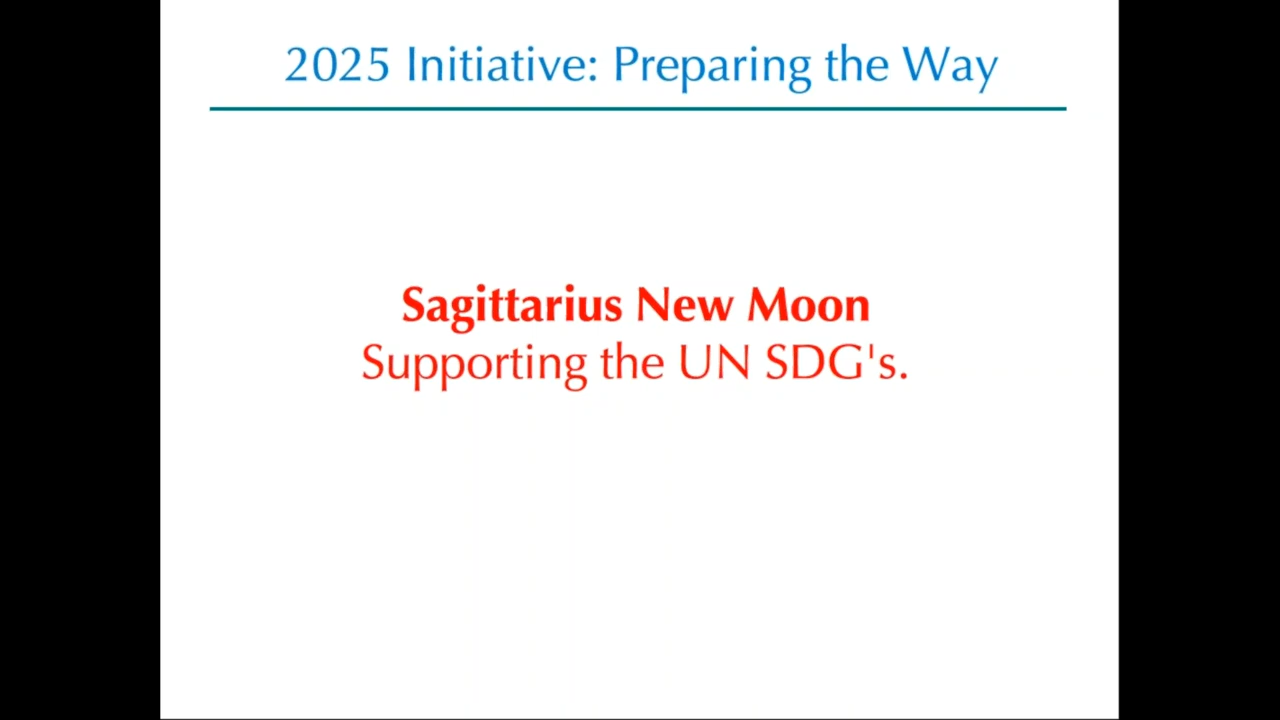 2025 Initiative: Preparing the Way
Sagittarius New Moon
Supporting the UN SDG's.